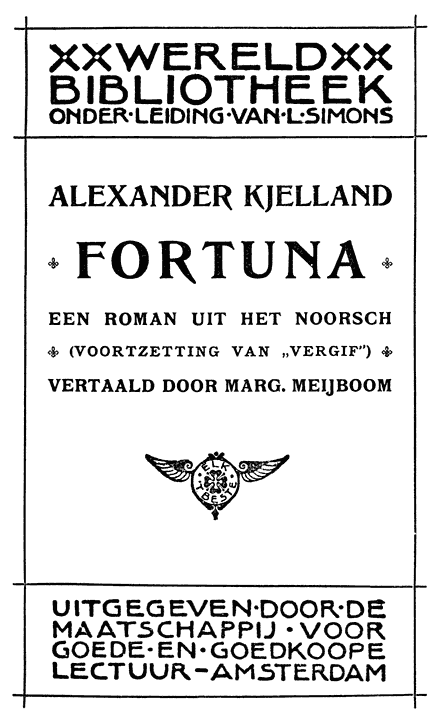 XXWERELDXX
BIBLIOTHEEK
ONDER·LEIDING·VAN·L·SIMONS
ALEXANDER KJELLAND
FORTUNA
EEN ROMAN UIT HET NOORSCH
(VOORTZETTING VAN „VERGIF”)
VERTAALD DOOR MARG. MEIJBOOM
ELK
'T BESTE
UITGEGEVEN·DOOR·DE
MAATSCHAPPIJ·VOOR
GOEDE·EN·GOEDKOOPE
LECTUUR–AMSTERDAM